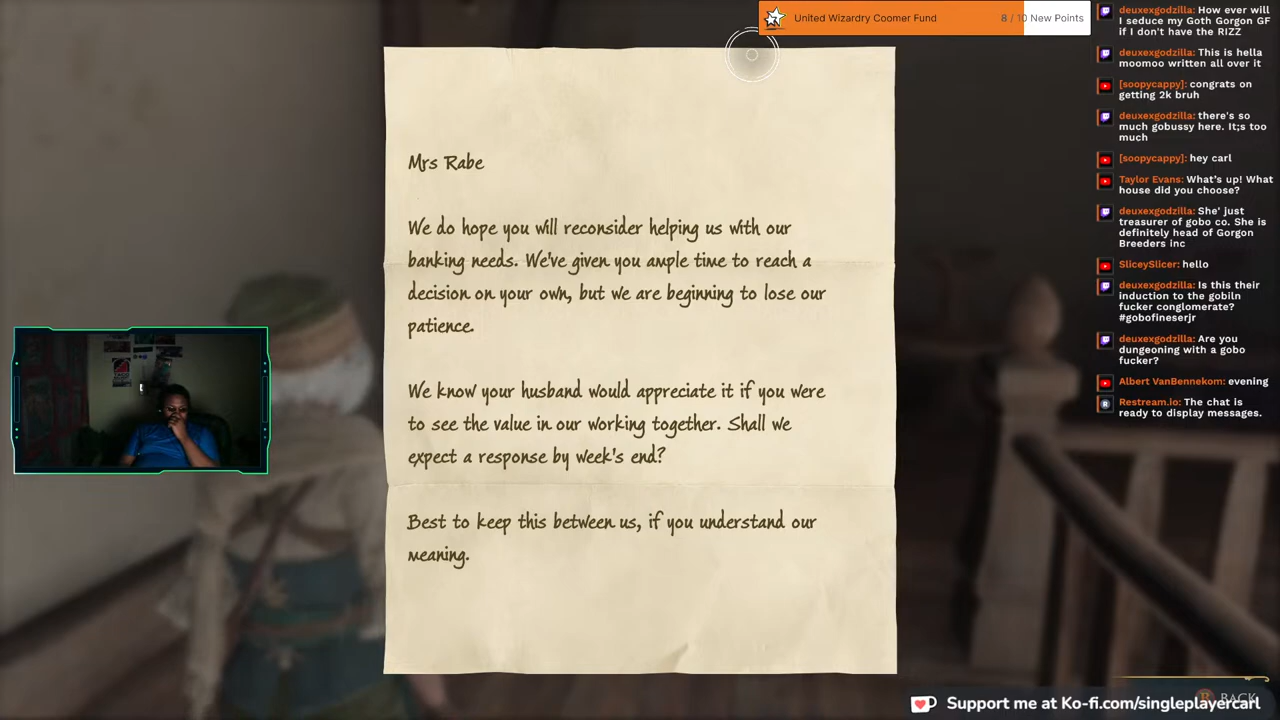 United Wizardry Coomer Fund
8 / 10 New Points
Mrs Rabe
We do hope you will reconsider helping us with our
banking needs. We've given you ample time to reach a
decision on your own, but we are beginning to lose our
patience.
We know your husband would appreciate it if you were
to see the value in our working together. Shall we
expect a response by week's end?
Best to keep this between us, if you understand our
meaning.
deuxexgodzilla: How ever will
I seduce my Goth Gorgon GF
if I don't have the RIZZ
deuxexgodzilla: This is hella
moomoo written all over it
[soopycappy]: congrats on
getting 2k bruh
deuxexgodzilla: there's so
much gobussy here. It;s too
much
[soopycappy]: hey carl
Taylor Evans: What's up! What
house did you choose?
deuxexgodzilla: She' just
treasurer of gobo co. She is
definitely head of Gorgon
Breeders inc
SliceySlicer: hello
deuxexgodzilla: Is this their
induction to the gobiln
fucker conglomerate?
#gobofineserjr
deuxexgodzilla: Are you
dungeoning with a gobo
fucker?
Albert VanBennekom: evening
Restream.io: The chat is
ready to display messages.
BACK
Support me at Ko-fi.com/singleplayercarl